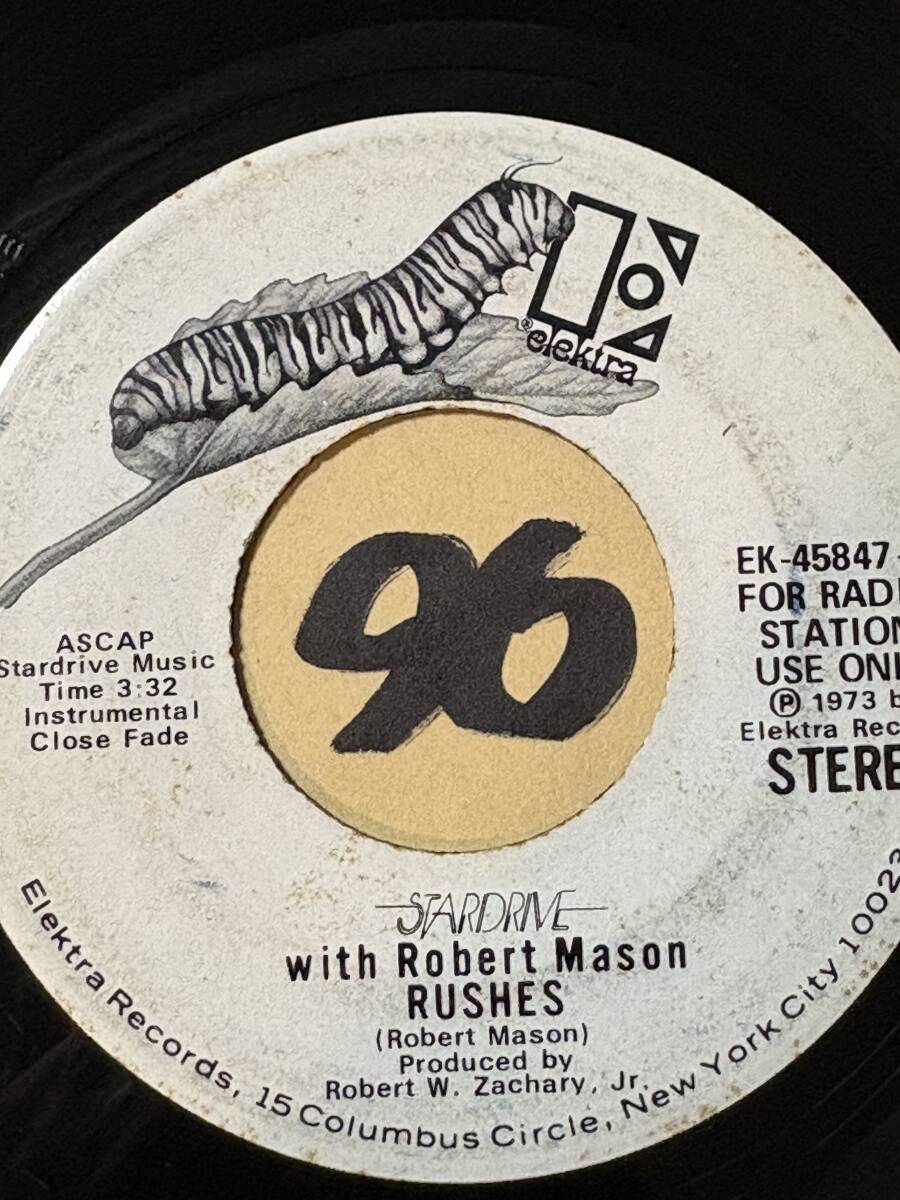 ® elektra
96
EK-45847
FOR RADI
STATION
USE ONL
Ⓟ 1973 b
Elektra Rec
STERE
ASCAP
Stardrive Music
Time 3:32
Instrumental
Close Fade
STARDRIVE
with Robert Mason
RUSHES
(Robert Mason)
Produced by
Robert W. Zachary, Jr.
Elektra Records, 15 Columbus Circle, New York City 10023